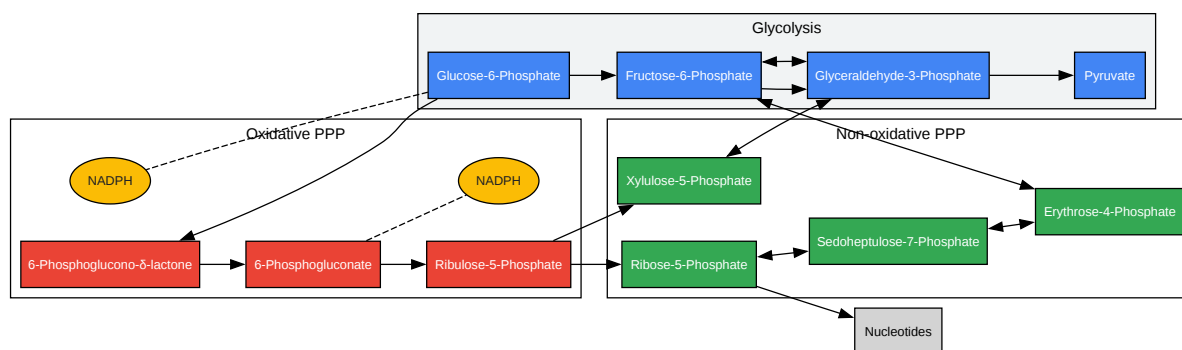 Glycolysis
Glucose-6-Phosphate
Fructose-6-Phosphate
Glyceraldehyde-3-Phosphate
Pyruvate
Oxidative PPP
NADPH
NADPH
6-Phosphoglucono-δ-lactone
6-Phosphogluconate
Ribulose-5-Phosphate
Non-oxidative PPP
Xylulose-5-Phosphate
Erythrose-4-Phosphate
Sedoheptulose-7-Phosphate
Ribose-5-Phosphate
Nucleotides